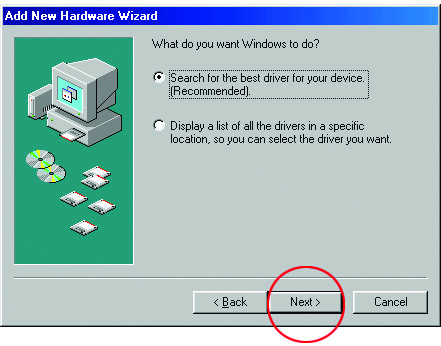 Add New Hardware Wizard
What do you want Windows to do?
Search for the best driver for your device.
(Recommended).
Display a list of all the drivers in a specific
location, so you can select the driver you want.
< Back
Next >
Cancel